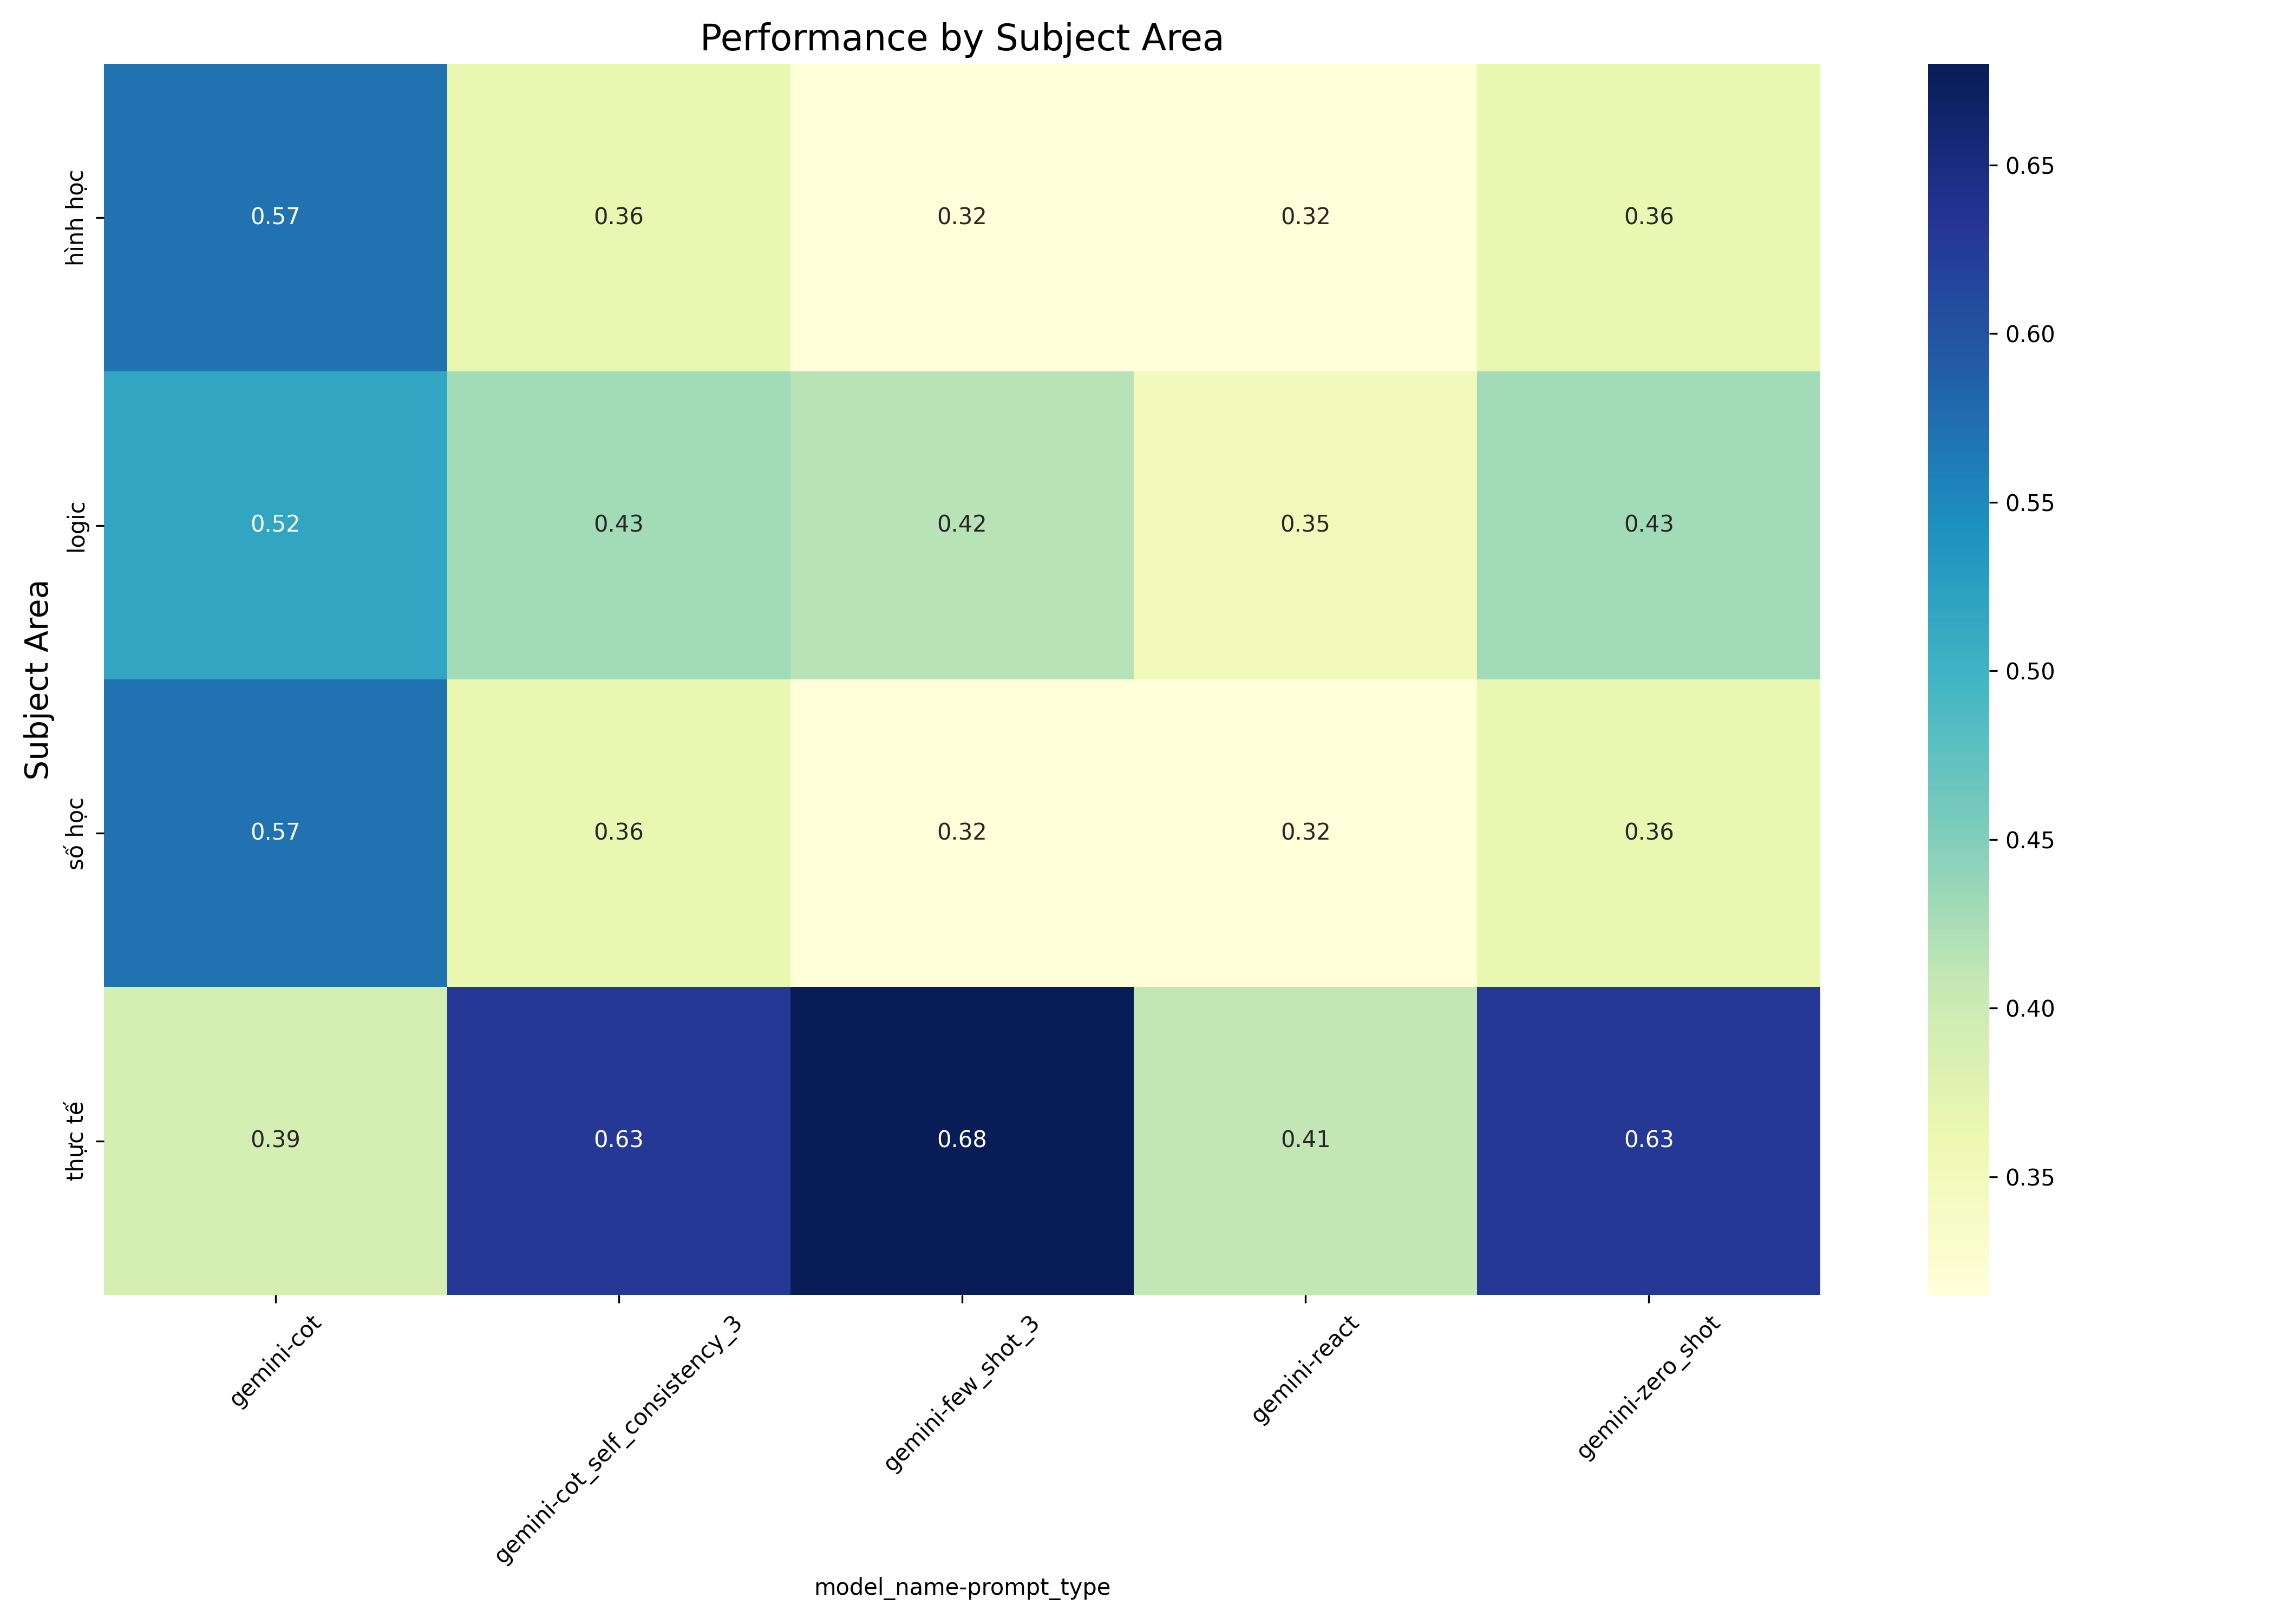 Performance by Subject Area
Subject Area
hình học
0.57 0.36 0.32 0.32 0.36
logic
0.52 0.43 0.42 0.35 0.43
số học
0.57 0.36 0.32 0.32 0.36
thực tế
0.39 0.63 0.68 0.41 0.63
gemini-cot
gemini-cot_self_consistency_3
gemini-few_shot_3
gemini-react
gemini-zero_shot
model_name-prompt_type
0.65
0.60
0.55
0.50
0.45
0.40
0.35